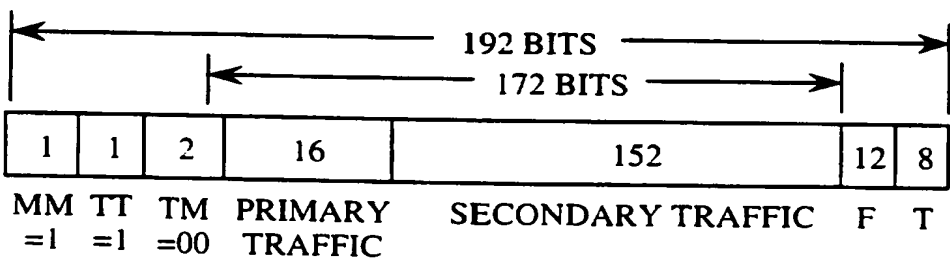 192 BITS
172 BITS
1 1 2 16 152 12 8
MM TT TM PRIMARY SECONDARY TRAFFIC F T
=1 =1 =00 TRAFFIC